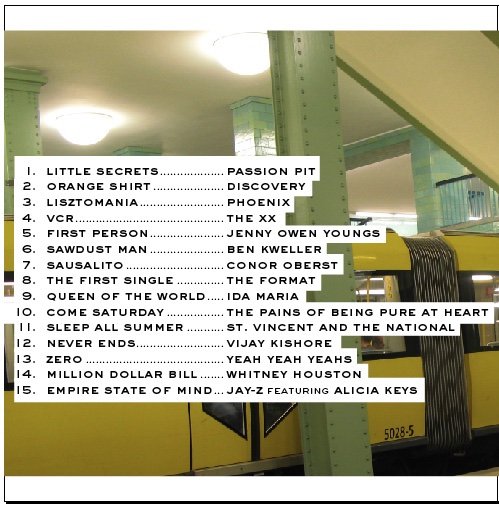 1. LITTLE SECRETS.................... PASSION PIT
2. ORANGE SHIRT...................... DISCOVERY
3. LISZTOMANIA.......................... PHOENIX
4. VCR............................................. THE XX
5. FIRST PERSON....................... JENNY OWEN YOUNGS
6. SAWDUST MAN........................ BEN KWELLER
7. SAUSALITO .............................. CONOR OBERST
8. THE FIRST SINGLE ................ THE FORMAT
9. QUEEN OF THE WORLD..... IDA MARIA
10. COME SATURDAY ................. THE PAINS OF BEING PURE AT HEART
11. SLEEP ALL SUMMER ........... ST. VINCENT AND THE NATIONAL
12. NEVER ENDS........................... VIJAY KISHORE
13. ZERO ........................................ YEAH YEAH YEAHS
14. MILLION DOLLAR BILL ....... WHITNEY HOUSTON
15. EMPIRE STATE OF MIND... JAY-Z FEATURING ALICIA KEYS
5028-5